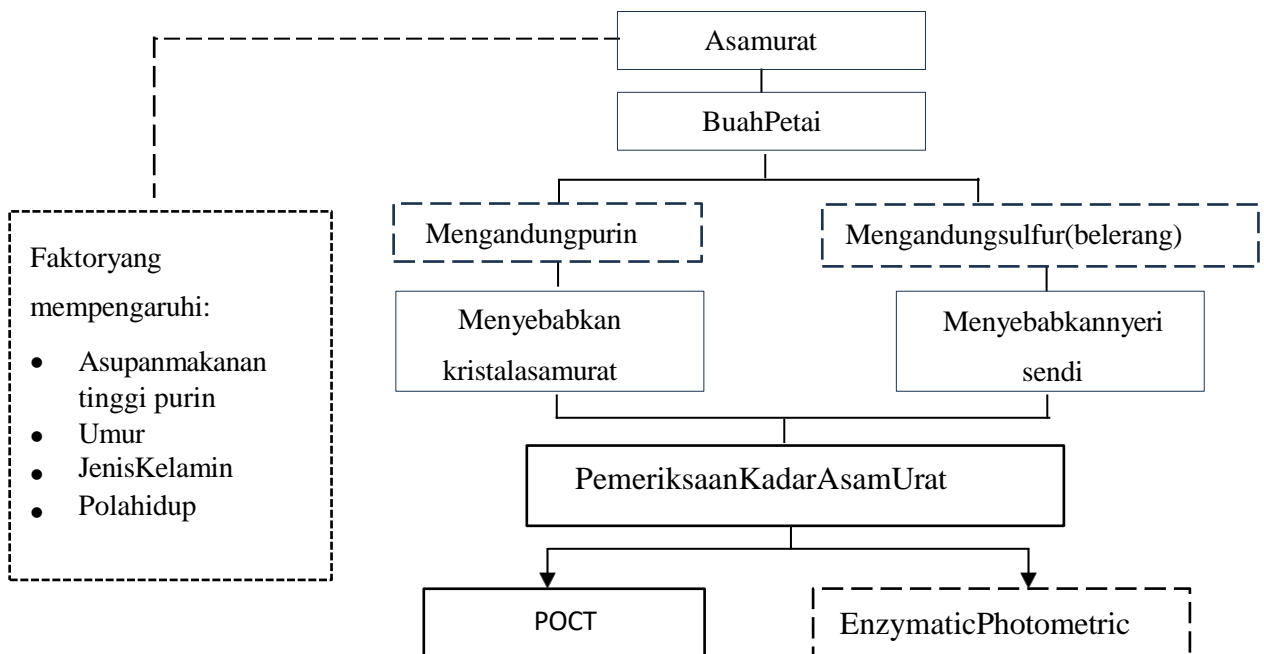 Asamurat
BuahPetai
Mengandungpurin
Mengandungsulfur(belerang)
Faktoryang
mempengaruhi:
• Asupanmakanan
tinggi purin
• Umur
• JenisKelamin
• Polahidup
Menyebabkan
kristalasamurat
Menyebabkannyeri
sendi
PemeriksaanKadarAsamUrat
POCT
EnzymaticPhotometric